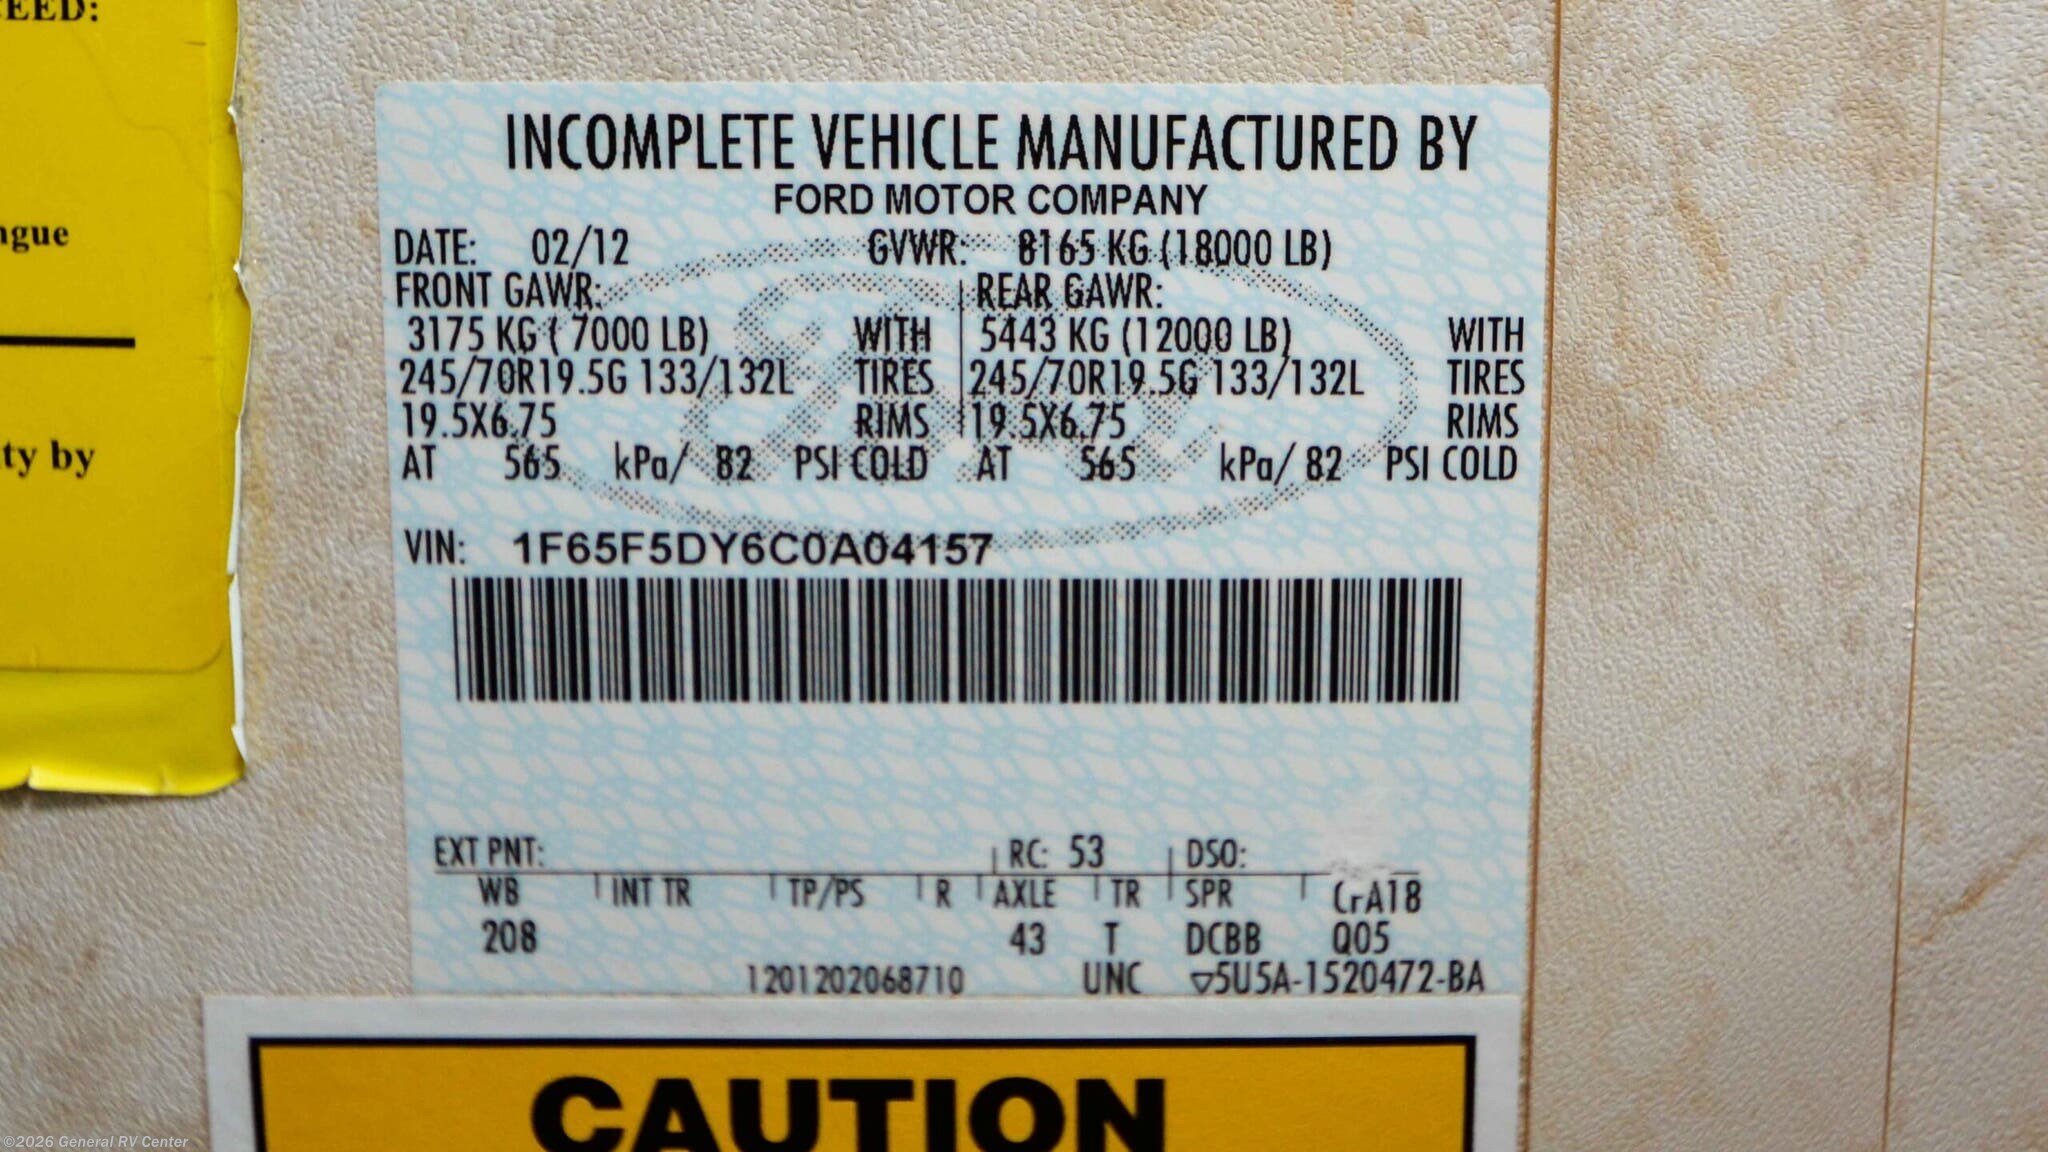 EED:
ngue
ty by
INCOMPLETE VEHICLE MANUFACTURED BY
FORD MOTOR COMPANY
DATE: 02/12 GVWR: 8165 KG (18000 LB)
FRONT GAWR: REAR GAWR:
3175 KG ( 7000 LB) WITH 5443 KG (12000 LB) WITH
245/70R19.5G 133/132L TIRES 245/70R19.5G 133/132L TIRES
19.5X6.75 RIMS 19.5X6.75 RIMS
AT 565 kPa/ 82 PSI COLD AT 565 kPa/ 82 PSI COLD
VIN: 1F65F5DY6C0A04157
EXT PNT: RC: 53 DSO:
WB INT TR TP/PS R AXLE TR SPR CrA18
208 43 T DCBB Q05
1201202068710 UNC ▽5U5A-1520472-BA
CAUTION
©2026 General RV Center